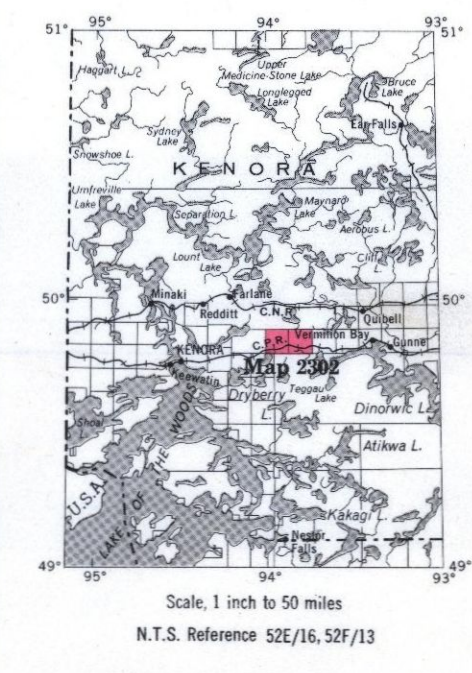 95° 94° 93°
51° 51°
Haggart L.
Upper
Medicine-Stone Lake
Bruce
Lake
Longlegged
Lake
Ear Falls
Sydney
Lake
Snowshoe L.
KENORA
Umfreville
Lake
Maynard
Lake
Separation L.
Aerobus L.
Cliff
L.
Lount
Lake
50° 50°
Minaki
Farlane
Redditt
C.N.R.
Quibell
C.P.R.
Vermilion Bay
Gunne
KENORA
Keewatin
Map 2302
Dryberry
L.
Teggau
Lake
Dinorwic L.
Shoal
Atikwa L.
U.S.A.
LAKE OF THE WOODS
Kakagi L.
Nestor
Falls
49° 49°
95° 94° 93°
Scale, 1 inch to 50 miles
N.T.S. Reference 52E/16, 52F/13